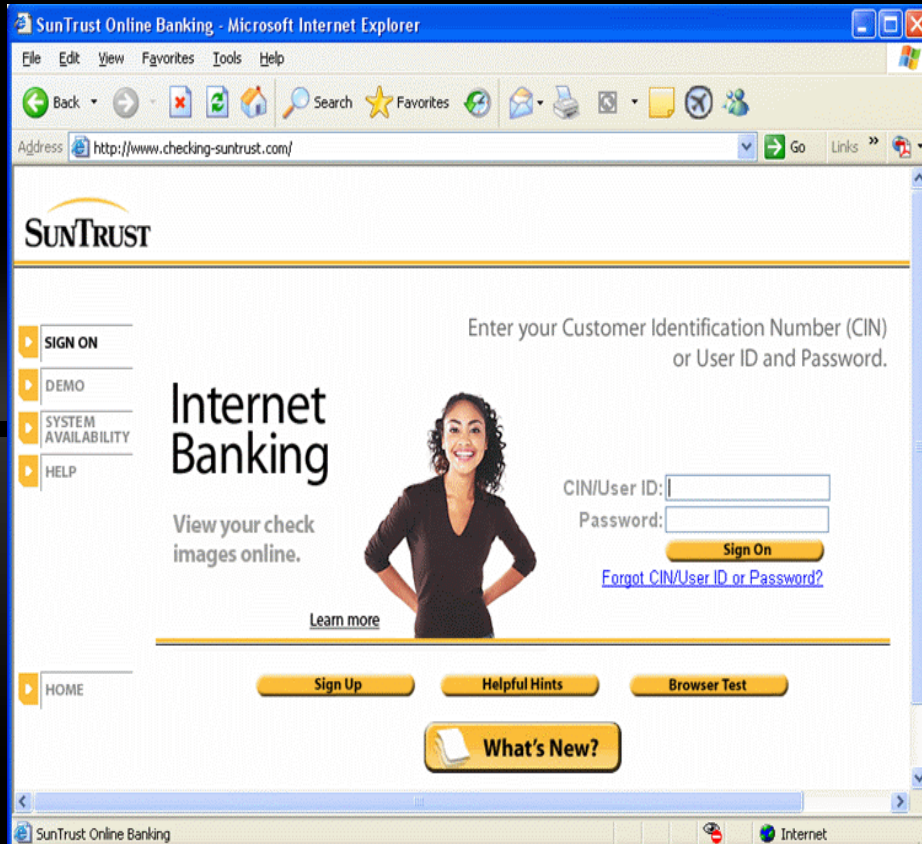 SunTrust Online Banking - Microsoft Internet Explorer
File Edit View Favorites Tools Help
Back Search Favorites
Address http://www.checking-suntrust.com/ Go Links »
SUNTRUST
Enter your Customer Identification Number (CIN)
or User ID and Password.
SIGN ON
DEMO
SYSTEM
AVAILABILITY
HELP
Internet
Banking
View your check
images online.
Learn more
CIN/User ID:
Password:
Sign On
Forgot CIN/User ID or Password?
HOME
Sign Up Helpful Hints Browser Test
What's New?
SunTrust Online Banking Internet